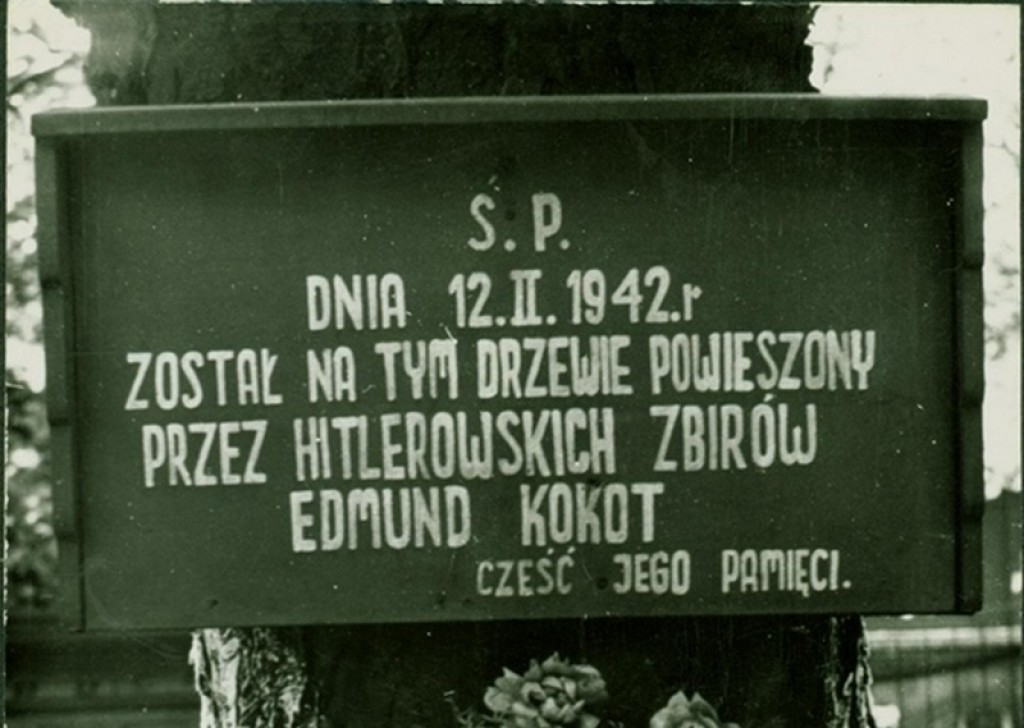 Ś. P.
DNIA 12.II.1942.r
ZOSTAŁ NA TYM DRZEWIE POWIESZONY
PRZEZ HITLEROWSKICH ZBIRÓW
EDMUND KOKOT
CZEŚĆ JEGO PAMIĘCI.